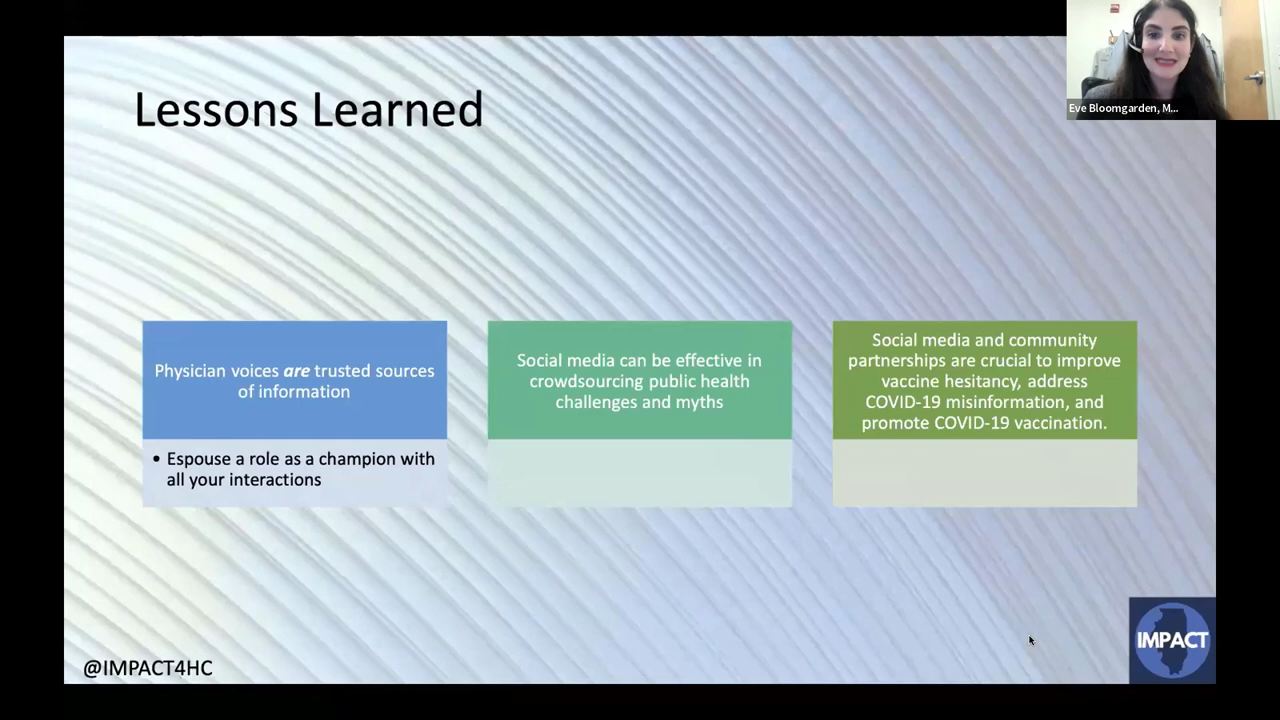 Eve Bloomgarden, M...
Lessons Learned
Physician voices are trusted sources
of information
• Espouse a role as a champion with
all your interactions
Social media can be effective in
crowdsourcing public health
challenges and myths
Social media and community
partnerships are crucial to improve
vaccine hesitancy, address
COVID-19 misinformation, and
promote COVID-19 vaccination.
@IMPACT4HC
IMPACT